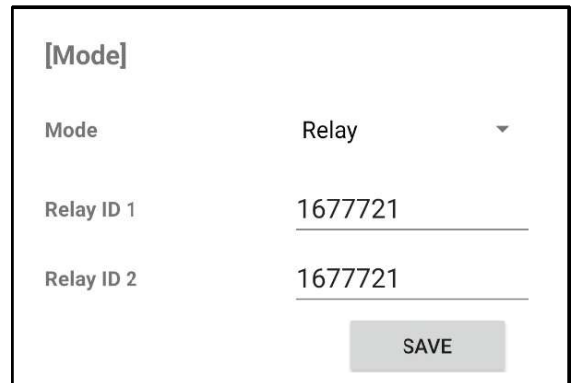 [Mode]
Mode Relay
Relay ID 1 1677721
Relay ID 2 1677721
SAVE